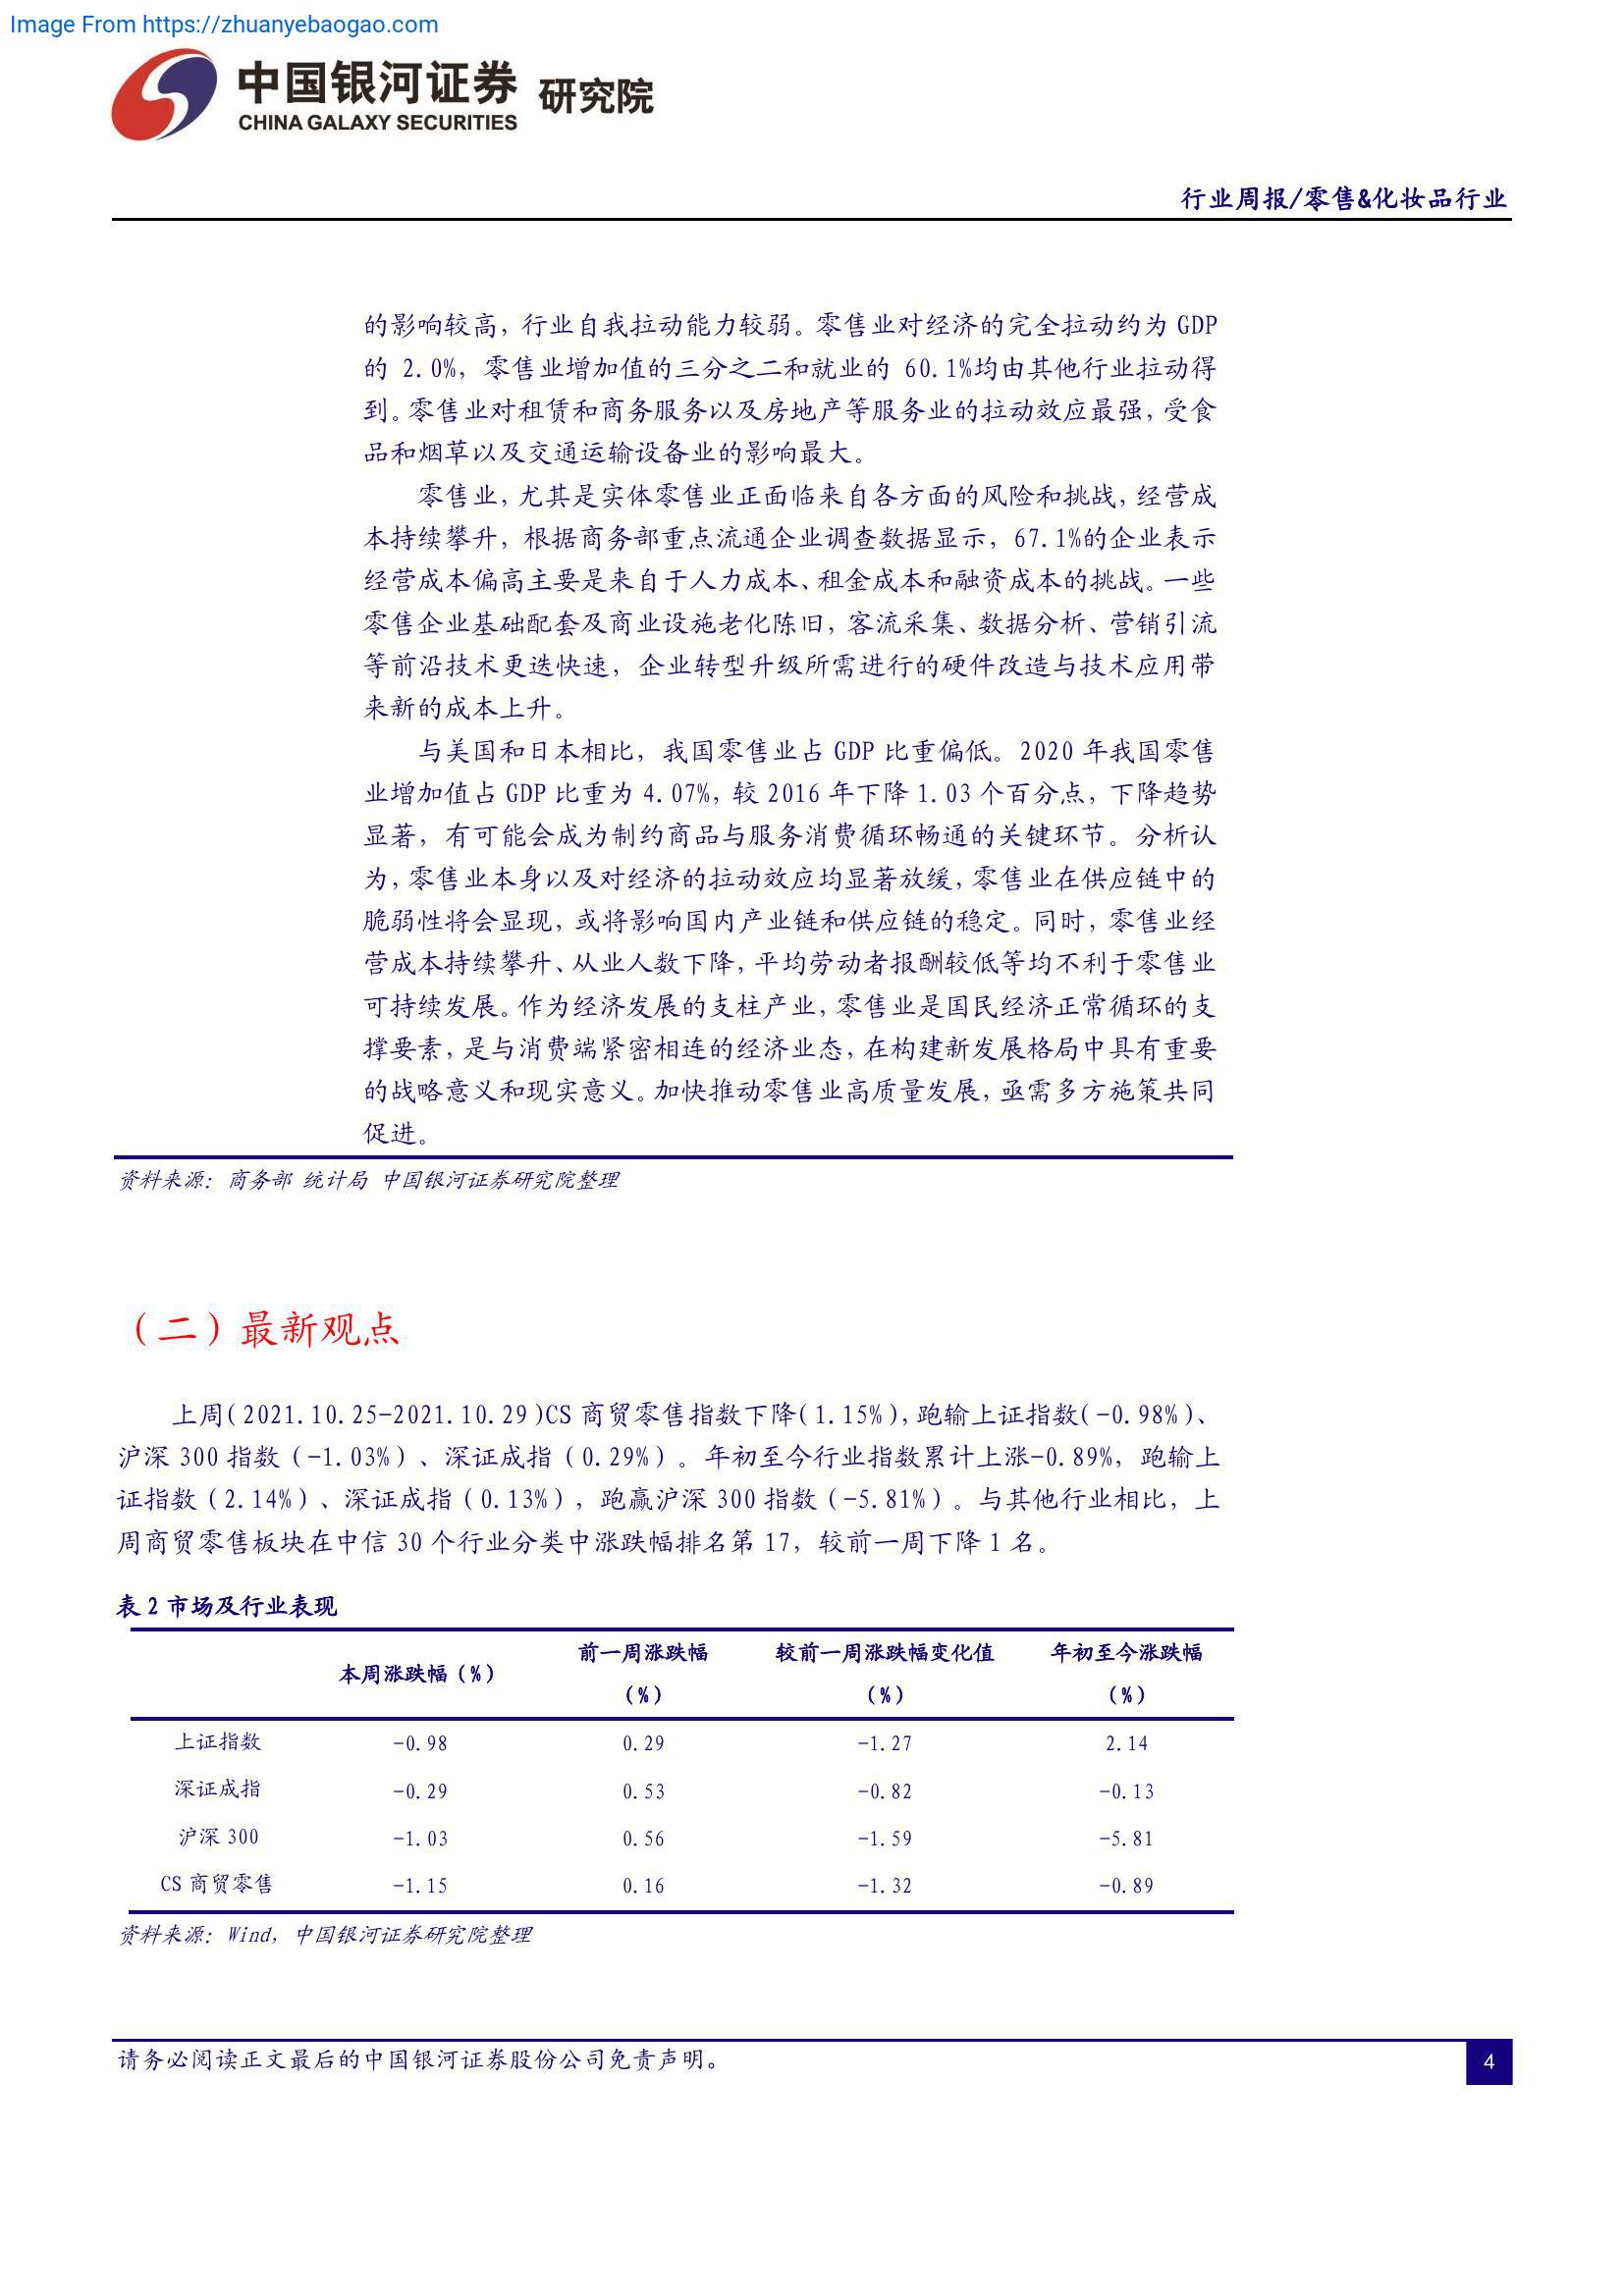 Image From https://zhuanyebaogao.com
中国银河证券 研究院
CHINA GALAXY SECURITIES
行业周报/零售&化妆品行业
的影响较高，行业自我拉动能力较弱。零售业对经济的完全拉动约为 GDP
的 2.0%，零售业增加值的三分之二和就业的 60.1%均由其他行业拉动得
到。零售业对租赁和商务服务以及房地产等服务业的拉动效应最强，受食
品和烟草以及交通运输设备业的影响最大。
零售业，尤其是实体零售业正面临来自各方面的风险和挑战，经营成
本持续攀升，根据商务部重点流通企业调查数据显示，67.1%的企业表示
经营成本偏高主要是来自于人力成本、租金成本和融资成本的挑战。一些
零售企业基础配套及商业设施老化陈旧，客流采集、数据分析、营销引流
等前沿技术更迭快速，企业转型升级所需进行的硬件改造与技术应用带
来新的成本上升。
与美国和日本相比，我国零售业占 GDP 比重偏低。2020 年我国零售
业增加值占 GDP 比重为 4.07%，较 2016 年下降 1.03 个百分点，下降趋势
显著，有可能会成为制约商品与服务消费循环畅通的关键环节。分析认
为，零售业本身以及对经济的拉动效应均显著放缓，零售业在供应链中的
脆弱性将会显现，或将影响国内产业链和供应链的稳定。同时，零售业经
营成本持续攀升、从业人数下降，平均劳动者报酬较低等均不利于零售业
可持续发展。作为经济发展的支柱产业，零售业是国民经济正常循环的支
撑要素，是与消费端紧密相连的经济业态，在构建新发展格局中具有重要
的战略意义和现实意义。加快推动零售业高质量发展，亟需多方施策共同
促进。
资料来源：商务部 统计局 中国银河证券研究院整理
（二）最新观点
上周(2021.10.25-2021.10.29)CS 商贸零售指数下降(1.15%)，跑输上证指数(-0.98%)、
沪深 300 指数（-1.03%）、深证成指（0.29%）。年初至今行业指数累计上涨-0.89%，跑输上
证指数（2.14%）、深证成指（0.13%），跑赢沪深 300 指数（-5.81%）。与其他行业相比，上
周商贸零售板块在中信 30 个行业分类中涨跌幅排名第 17，较前一周下降 1 名。
表 2 市场及行业表现
本周涨跌幅（%） 前一周涨跌幅（%） 较前一周涨跌幅变化值（%） 年初至今涨跌幅（%）
上证指数 -0.98 0.29 -1.27 2.14
深证成指 -0.29 0.53 -0.82 -0.13
沪深 300 -1.03 0.56 -1.59 -5.81
CS 商贸零售 -1.15 0.16 -1.32 -0.89
资料来源：Wind，中国银河证券研究院整理
请务必阅读正文最后的中国银河证券股份公司免责声明。
4